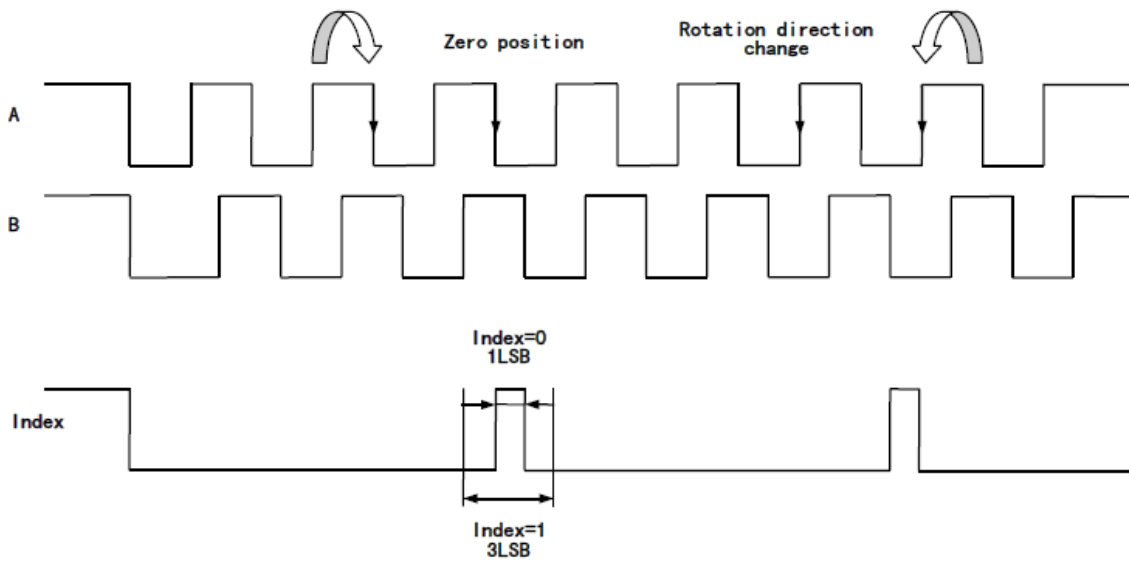 Zero position
Rotation direction
change
A
B
Index=0
1LSB
Index
Index=1
3LSB